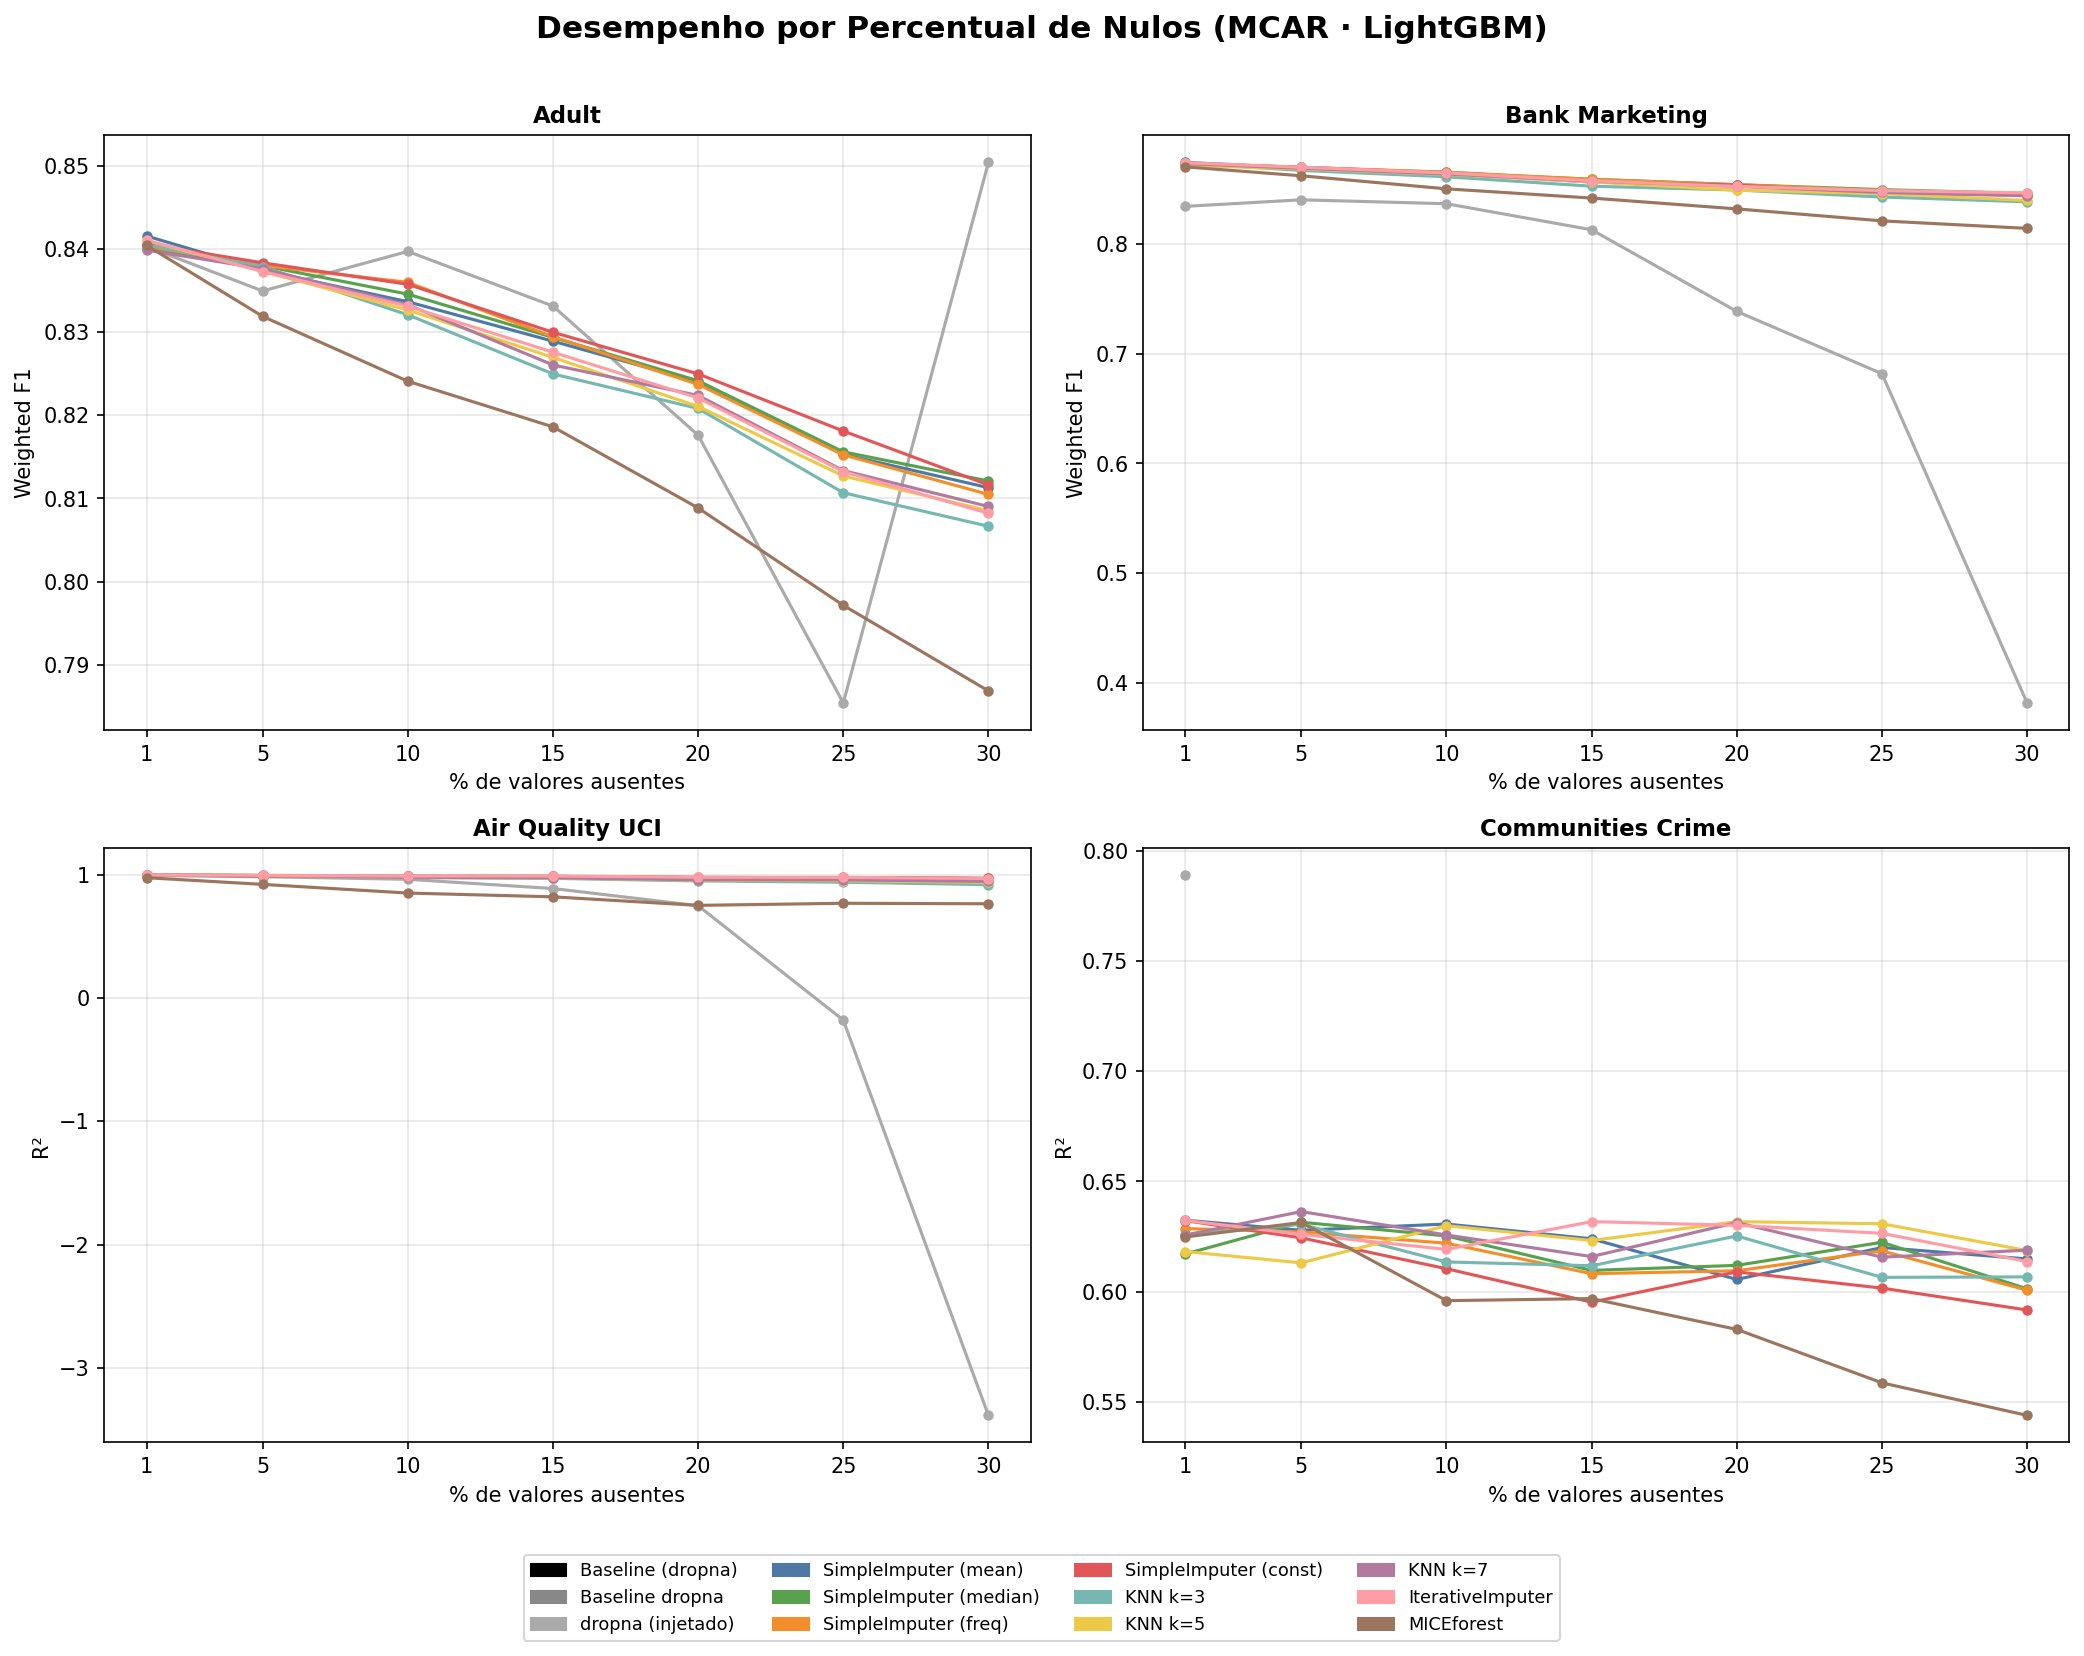 Desempenho por Percentual de Nulos (MCAR · LightGBM)
Adult
Weighted F1
0.85
0.84
0.83
0.82
0.81
0.80
0.79
1 5 10 15 20 25 30
% de valores ausentes
Bank Marketing
Weighted F1
0.8
0.7
0.6
0.5
0.4
1 5 10 15 20 25 30
% de valores ausentes
Air Quality UCI
R²
1
0
−1
−2
−3
1 5 10 15 20 25 30
% de valores ausentes
Communities Crime
R²
0.80
0.75
0.70
0.65
0.60
0.55
1 5 10 15 20 25 30
% de valores ausentes
Baseline (dropna)
Baseline dropna
dropna (injetado)
SimpleImputer (mean)
SimpleImputer (median)
SimpleImputer (freq)
SimpleImputer (const)
KNN k=3
KNN k=5
KNN k=7
IterativeImputer
MICEforest